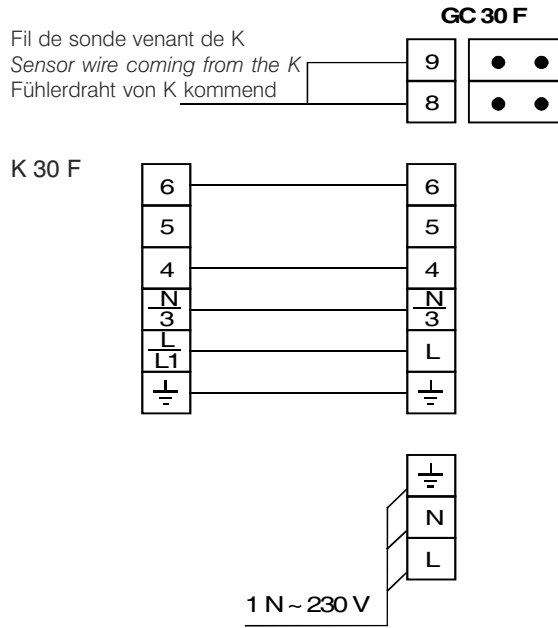 GC 30 F
Fil de sonde venant de K
Sensor wire coming from the K
Fühlerdraht von K kommend
9
8
K 30 F
6 6
5 5
4 4
N N
3 3
L L
L1
N
L
1 N ~ 230 V